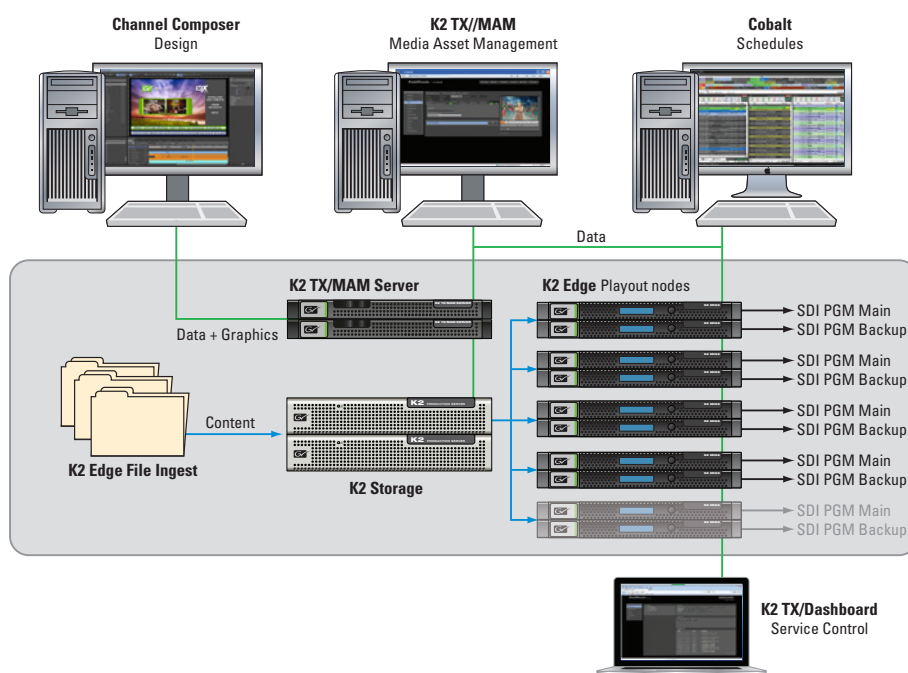 Channel Composer
Design
K2 TX//MAM
Media Asset Management
Cobalt
Schedules
Data
K2 TX/MAM Server
K2 Edge Playout nodes
Data + Graphics
SDI PGM Main
SDI PGM Backup
SDI PGM Main
SDI PGM Backup
Content
K2
K2
SDI PGM Main
SDI PGM Backup
K2 Edge File Ingest
K2 Storage
SDI PGM Main
SDI PGM Backup
SDI PGM Main
SDI PGM Backup
K2 TX/Dashboard
Service Control